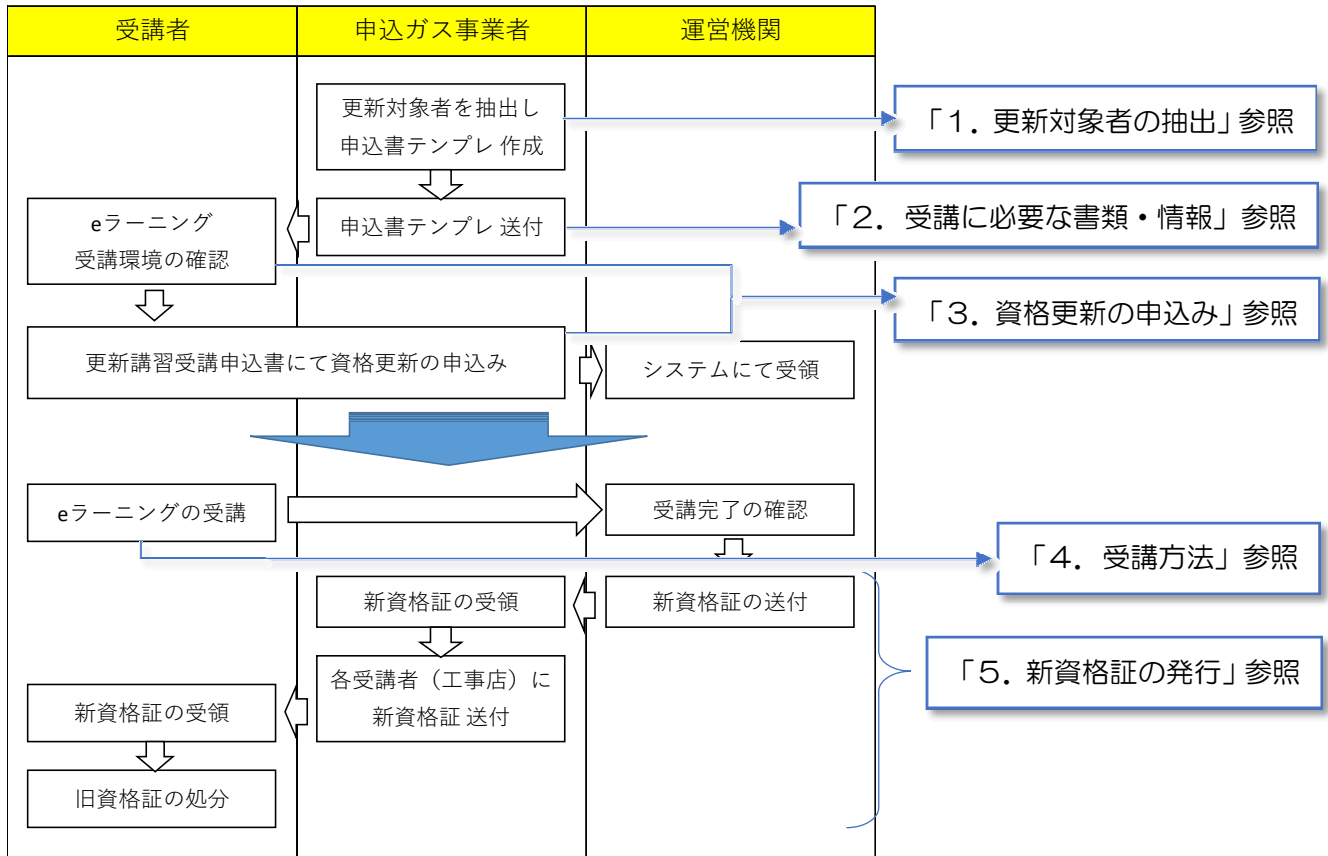 受講者
申込ガス事業者
運営機関
更新対象者を抽出し
申込書テンプレ 作成
「1．更新対象者の抽出」参照
申込書テンプレ 送付
「2．受講に必要な書類・情報」参照
eラーニング
受講環境の確認
「3．資格更新の申込み」参照
更新講習受講申込書にて資格更新の申込み
システムにて受領
eラーニングの受講
受講完了の確認
「4．受講方法」参照
新資格証の受領
新資格証の送付
各受講者（工事店）に
新資格証 送付
「5．新資格証の発行」参照
新資格証の受領
旧資格証の処分